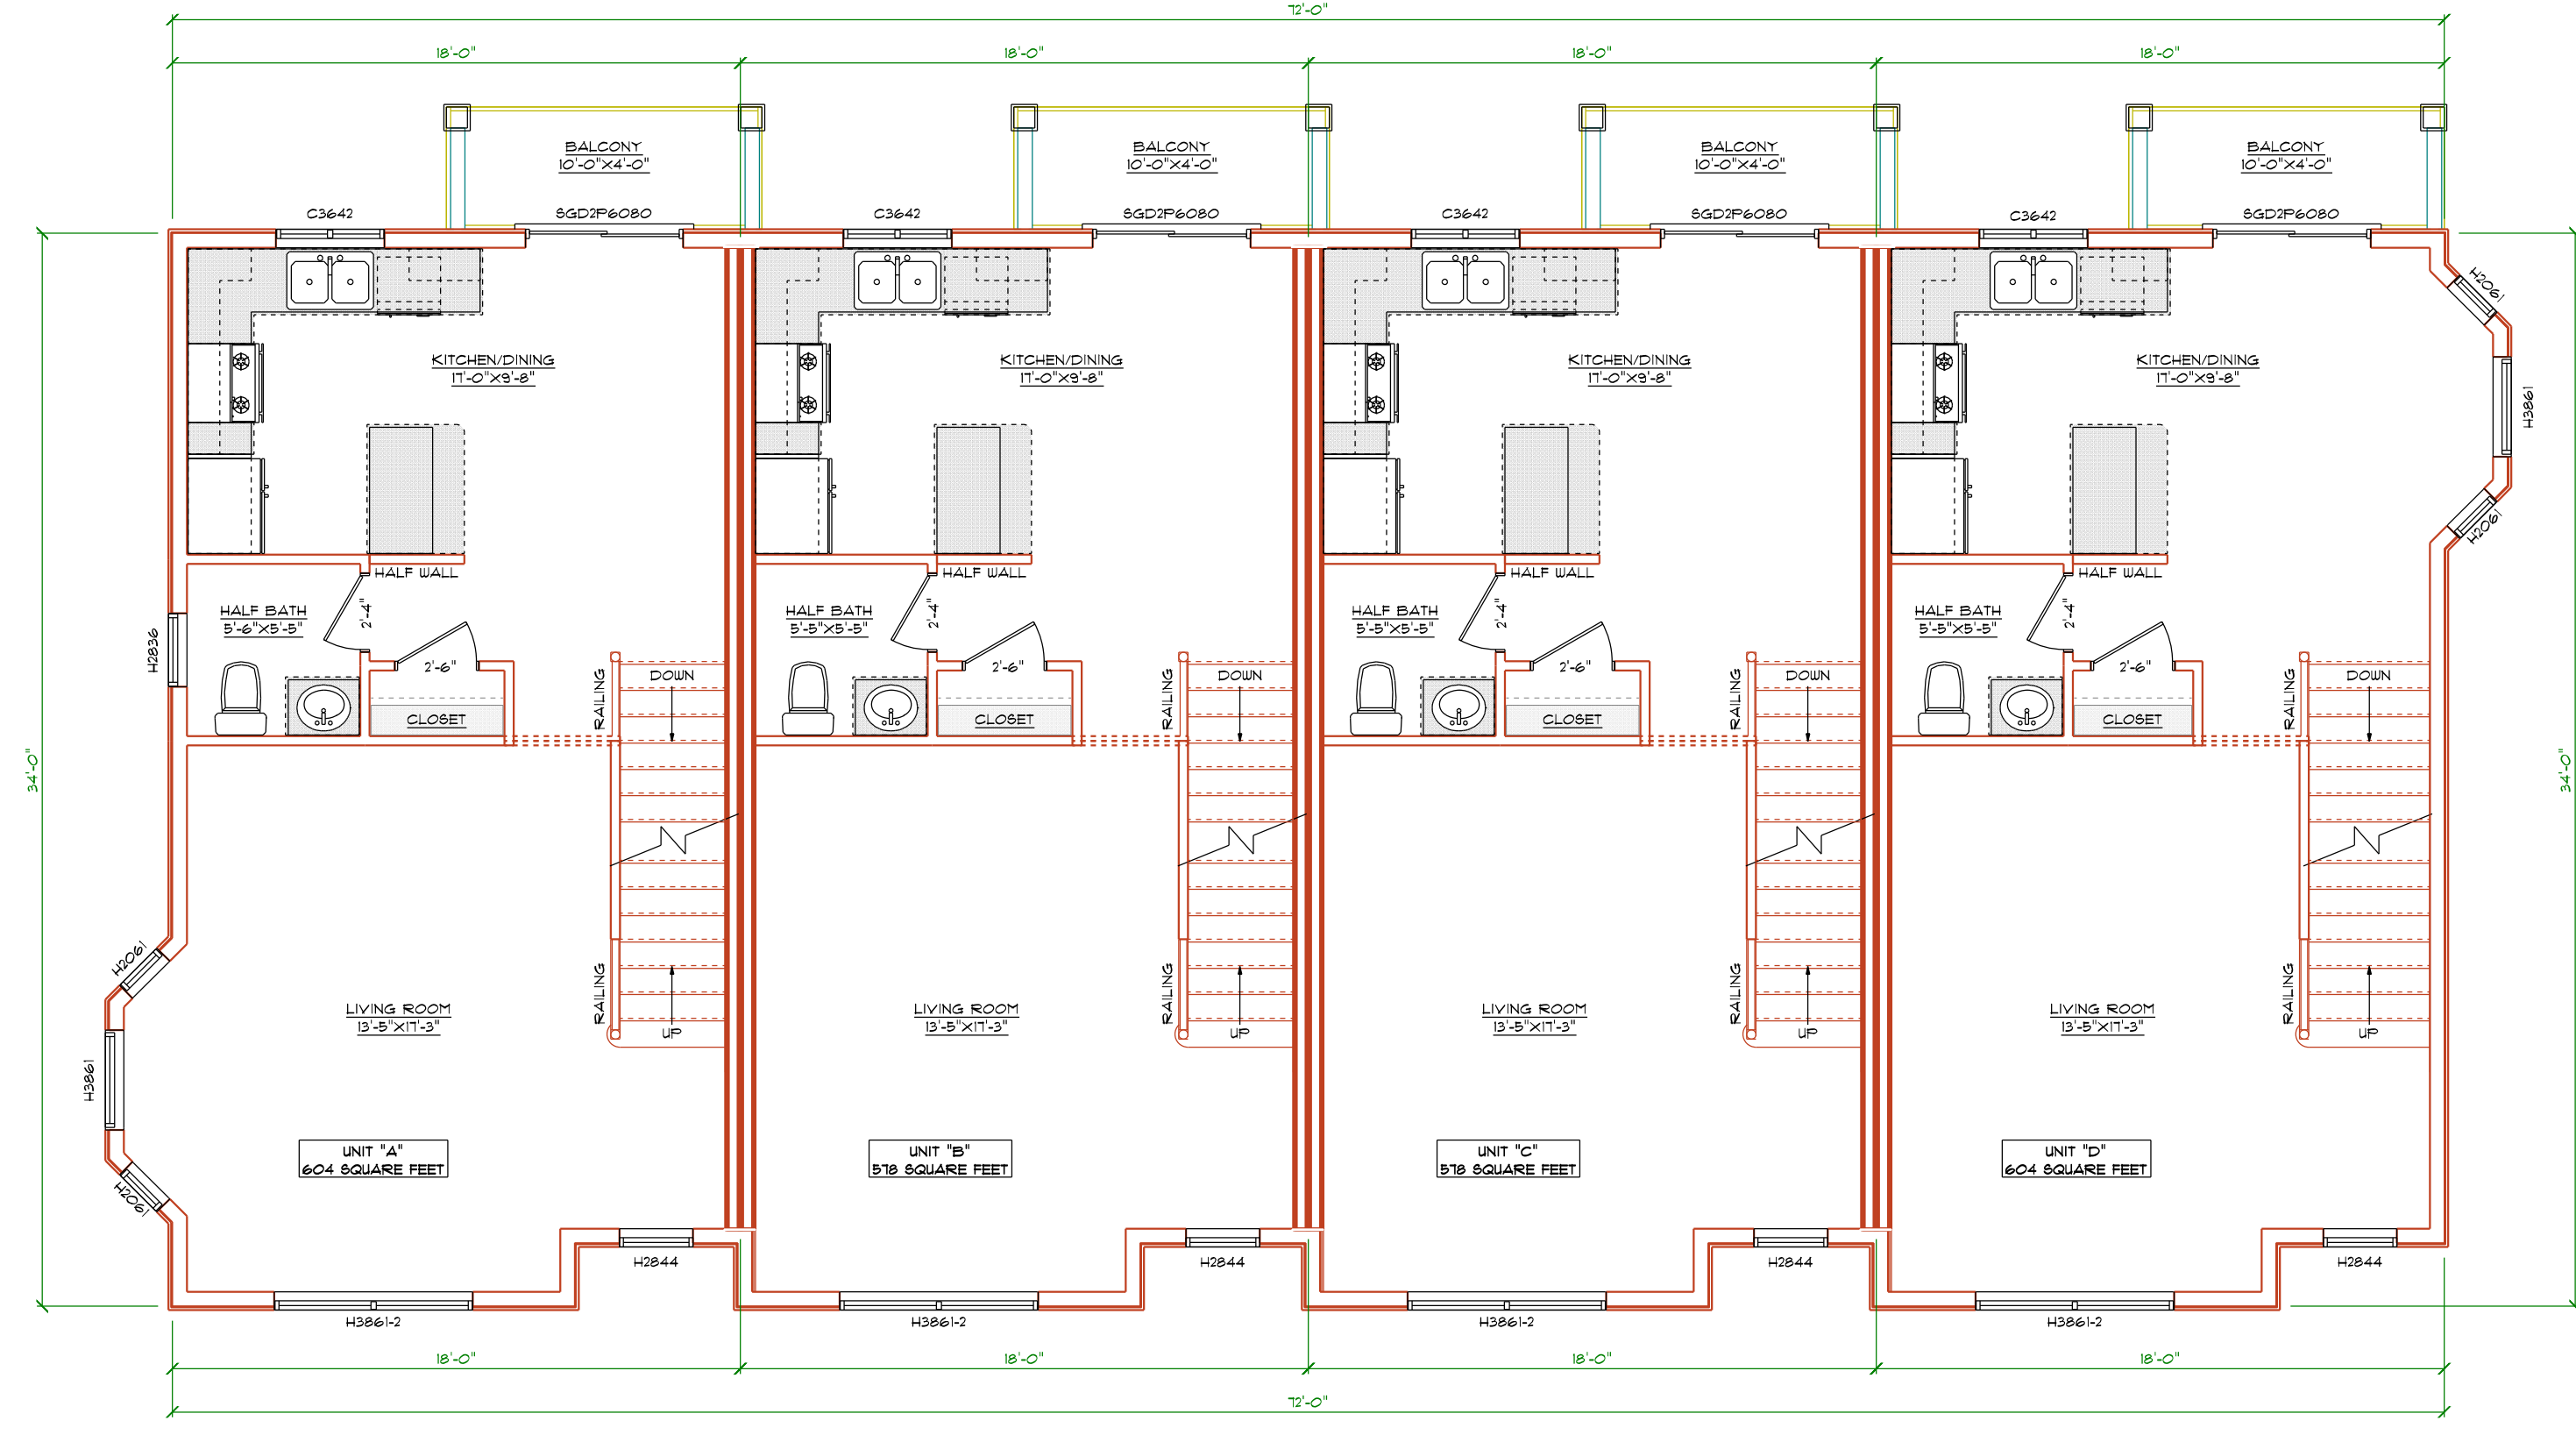 72'-0"
18'-0" 18'-0" 18'-0" 18'-0"
BALCONY BALCONY BALCONY BALCONY
10'-0"X4'-0" 10'-0"X4'-0" 10'-0"X4'-0" 10'-0"X4'-0"
C3642 SGD2P6080 C3642 SGD2P6080 C3642 SGD2P6080 C3642 SGD2P6080
H2061
KITCHEN/DINING KITCHEN/DINING KITCHEN/DINING KITCHEN/DINING
17'-0"X9'-8" 17'-0"X9'-8" 17'-0"X9'-8" 17'-0"X9'-8"
H3861
H2061
HALF WALL HALF WALL HALF WALL HALF WALL
HALF BATH HALF BATH HALF BATH HALF BATH
5'-6"X5'-5" 5'-5"X5'-5" 5'-5"X5'-5" 5'-5"X5'-5"
2'-4" 2'-4" 2'-4" 2'-4"
H2836
2'-6" 2'-6" 2'-6" 2'-6"
DOWN DOWN DOWN DOWN
RAILING RAILING RAILING RAILING
CLOSET CLOSET CLOSET CLOSET
34'-0" 34'-0"
H2061
RAILING RAILING RAILING RAILING
LIVING ROOM LIVING ROOM LIVING ROOM LIVING ROOM
13'-5"X17'-3" 13'-5"X17'-3" 13'-5"X17'-3" 13'-5"X17'-3"
UP UP UP UP
H3861
UNIT "A" UNIT "B" UNIT "C" UNIT "D"
604 SQUARE FEET 578 SQUARE FEET 578 SQUARE FEET 604 SQUARE FEET
H2061
H2844 H2844 H2844 H2844
H3861-2 H3861-2 H3861-2 H3861-2
18'-0" 18'-0" 18'-0" 18'-0"
72'-0"